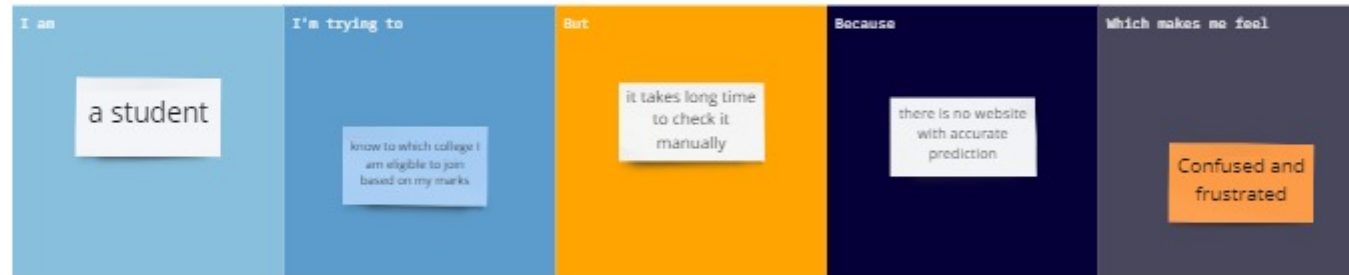 I am
a student
I'm trying to
know to which college I
am eligible to join
based on my marks
But
it takes long time
to check it
manually
Because
there is no website
with accurate
prediction
Which makes me feel
Confused and
frustrated